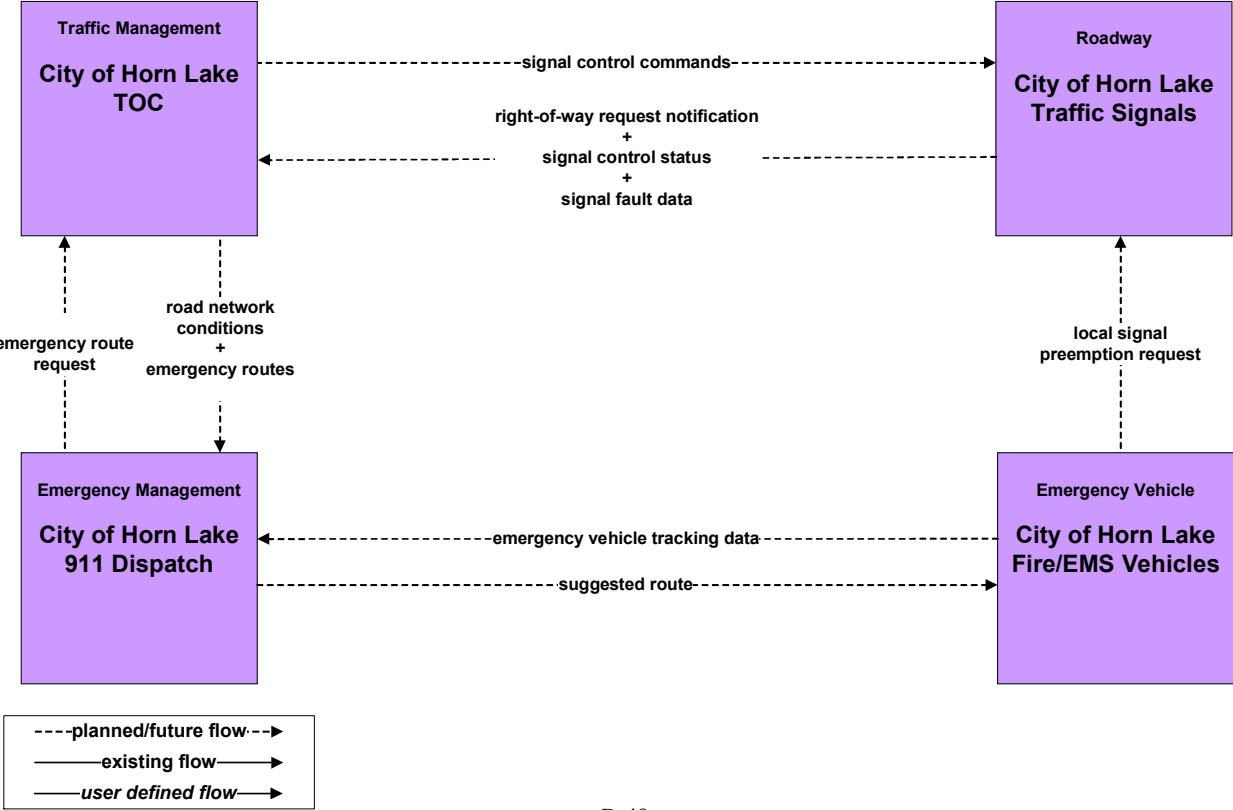 Traffic Management
City of Horn Lake
TOC
Roadway
City of Horn Lake
Traffic Signals
signal control commands
right-of-way request notification
+
signal control status
+
signal fault data
emergency route
request
road network
conditions
+
emergency routes
local signal
preemption request
Emergency Management
City of Horn Lake
911 Dispatch
Emergency Vehicle
City of Horn Lake
Fire/EMS Vehicles
emergency vehicle tracking data
suggested route
planned/future flow
existing flow
user defined flow